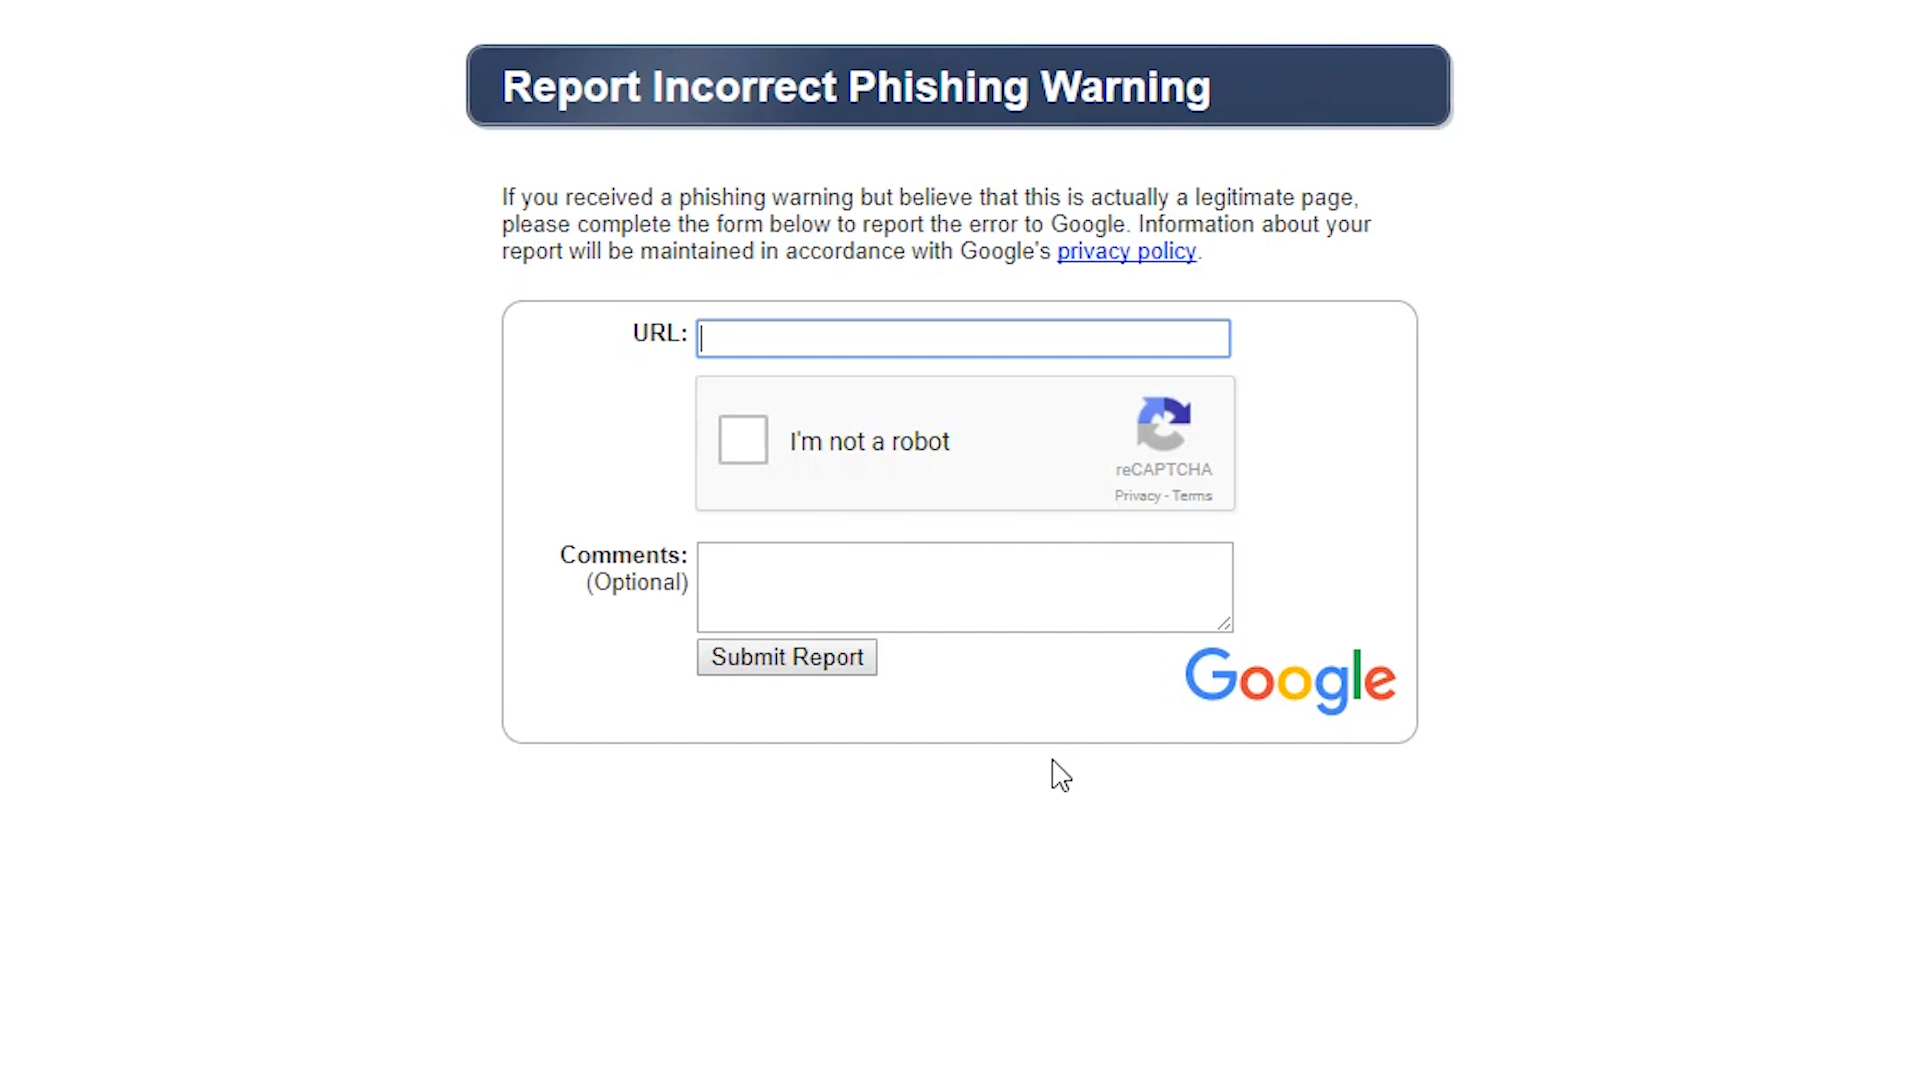 Report Incorrect Phishing Warning
If you received a phishing warning but believe that this is actually a legitimate page,
please complete the form below to report the error to Google. Information about your
report will be maintained in accordance with Google's privacy policy.
URL:
I'm not a robot
reCAPTCHA
Privacy - Terms
Comments:
(Optional)
Submit Report
Google